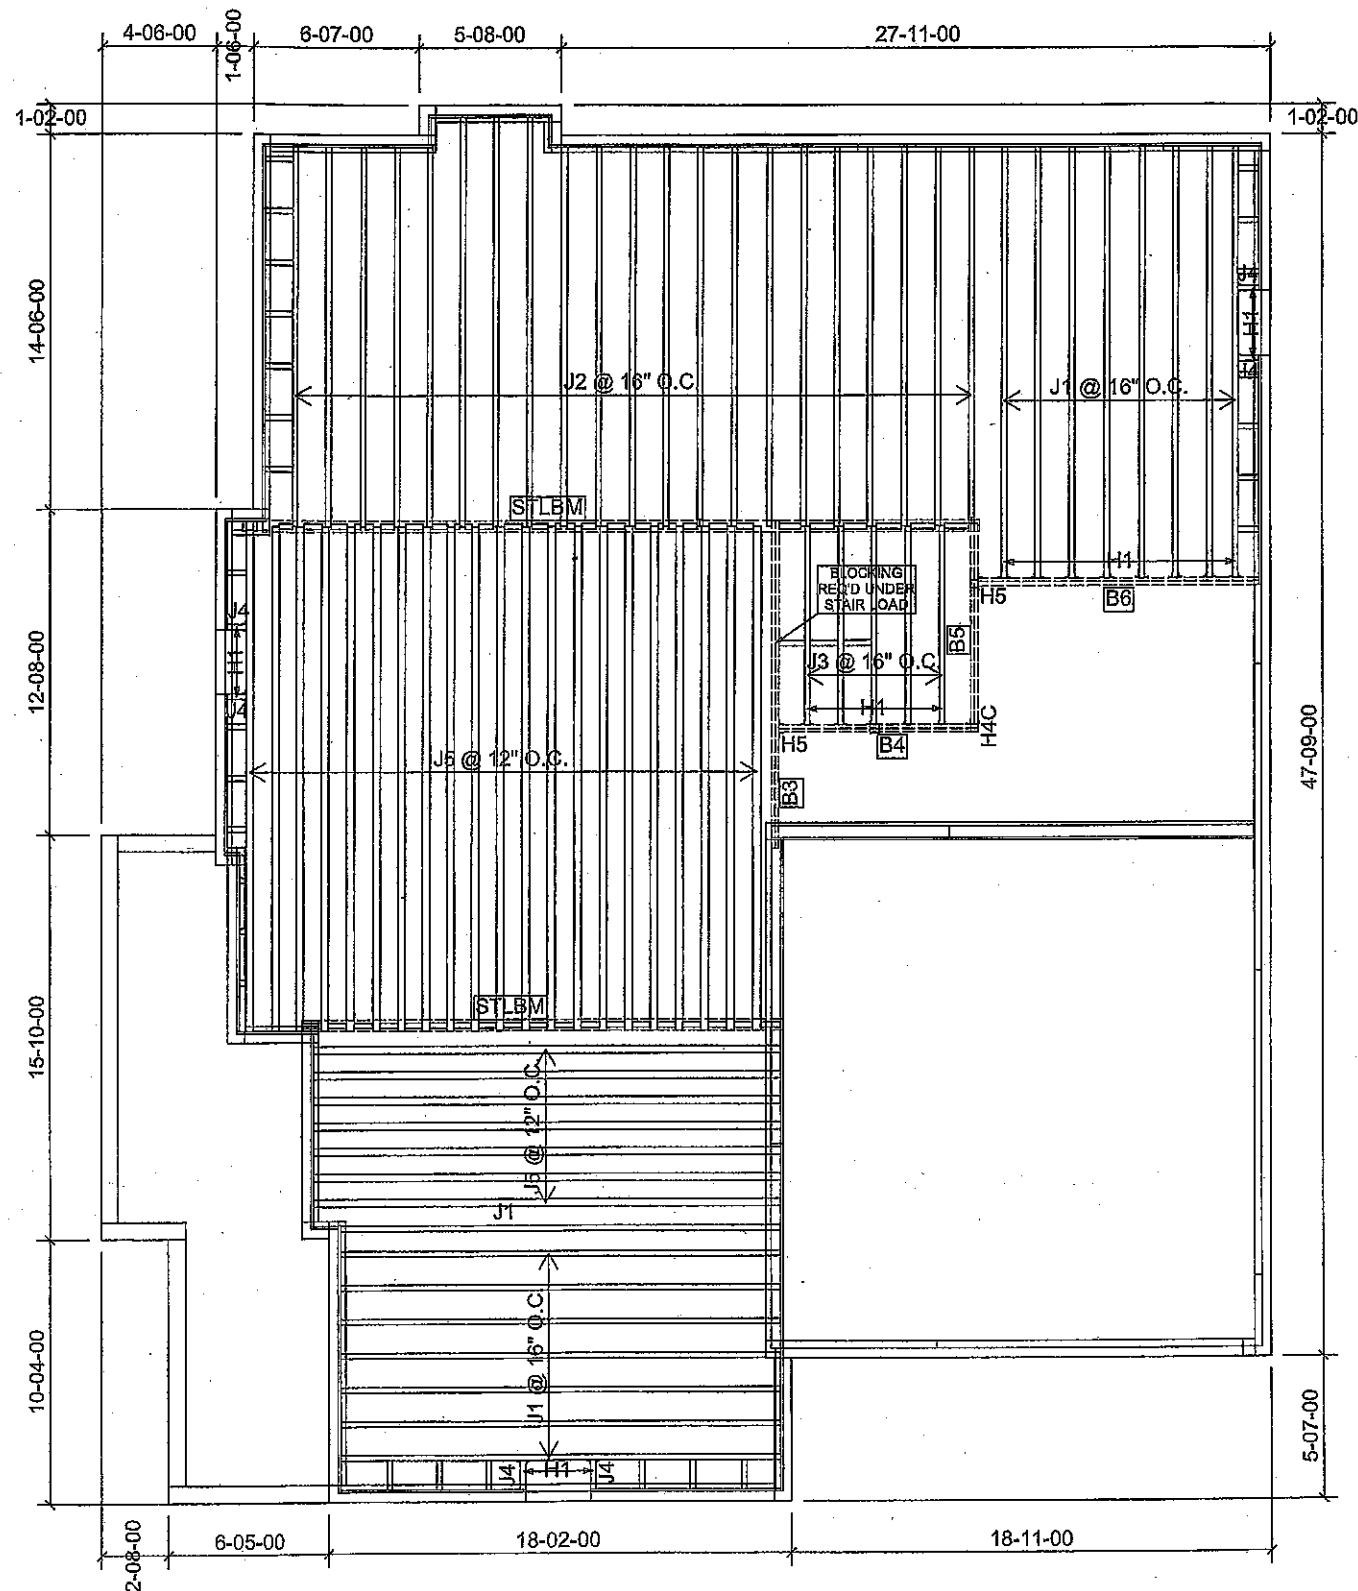 4-06-00
1-06-00
6-07-00
5-08-00
27-11-00
1-02-00
1-02-00
14-06-00
J4
H1
J4
J2 @ 16" O.C.
J1 @ 16" O.C.
STLBM
H1
BLOCKING
REQ'D UNDER
STAIR LOAD
H5
B6
J4
H1
J4
B5
J3 @ 16" O.C.
12-08-00
H1
H4C
H5
B4
47-09-00
J5 @ 12" O.C.
B3
STLBM
15-10-00
J5 @ 12" O.C.
J1
J1 @ 16" O.C.
10-04-00
5-07-00
J4
H1
J4
2-08-00
6-05-00
18-02-00
18-11-00